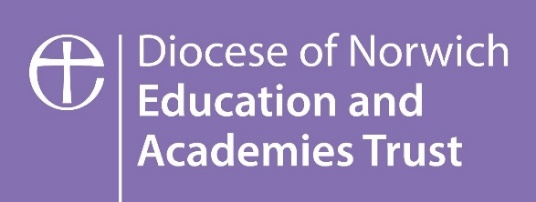 Diocese of Norwich
Education and
Academies Trust